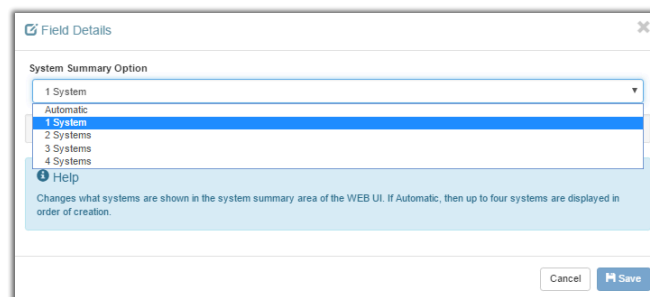 Field Details
System Summary Option
1 System
Automatic
1 System
2 Systems
3 Systems
4 Systems
Help
Changes what systems are shown in the system summary area of the WEB UI. If Automatic, then up to four systems are displayed in
order of creation.
Cancel
Save